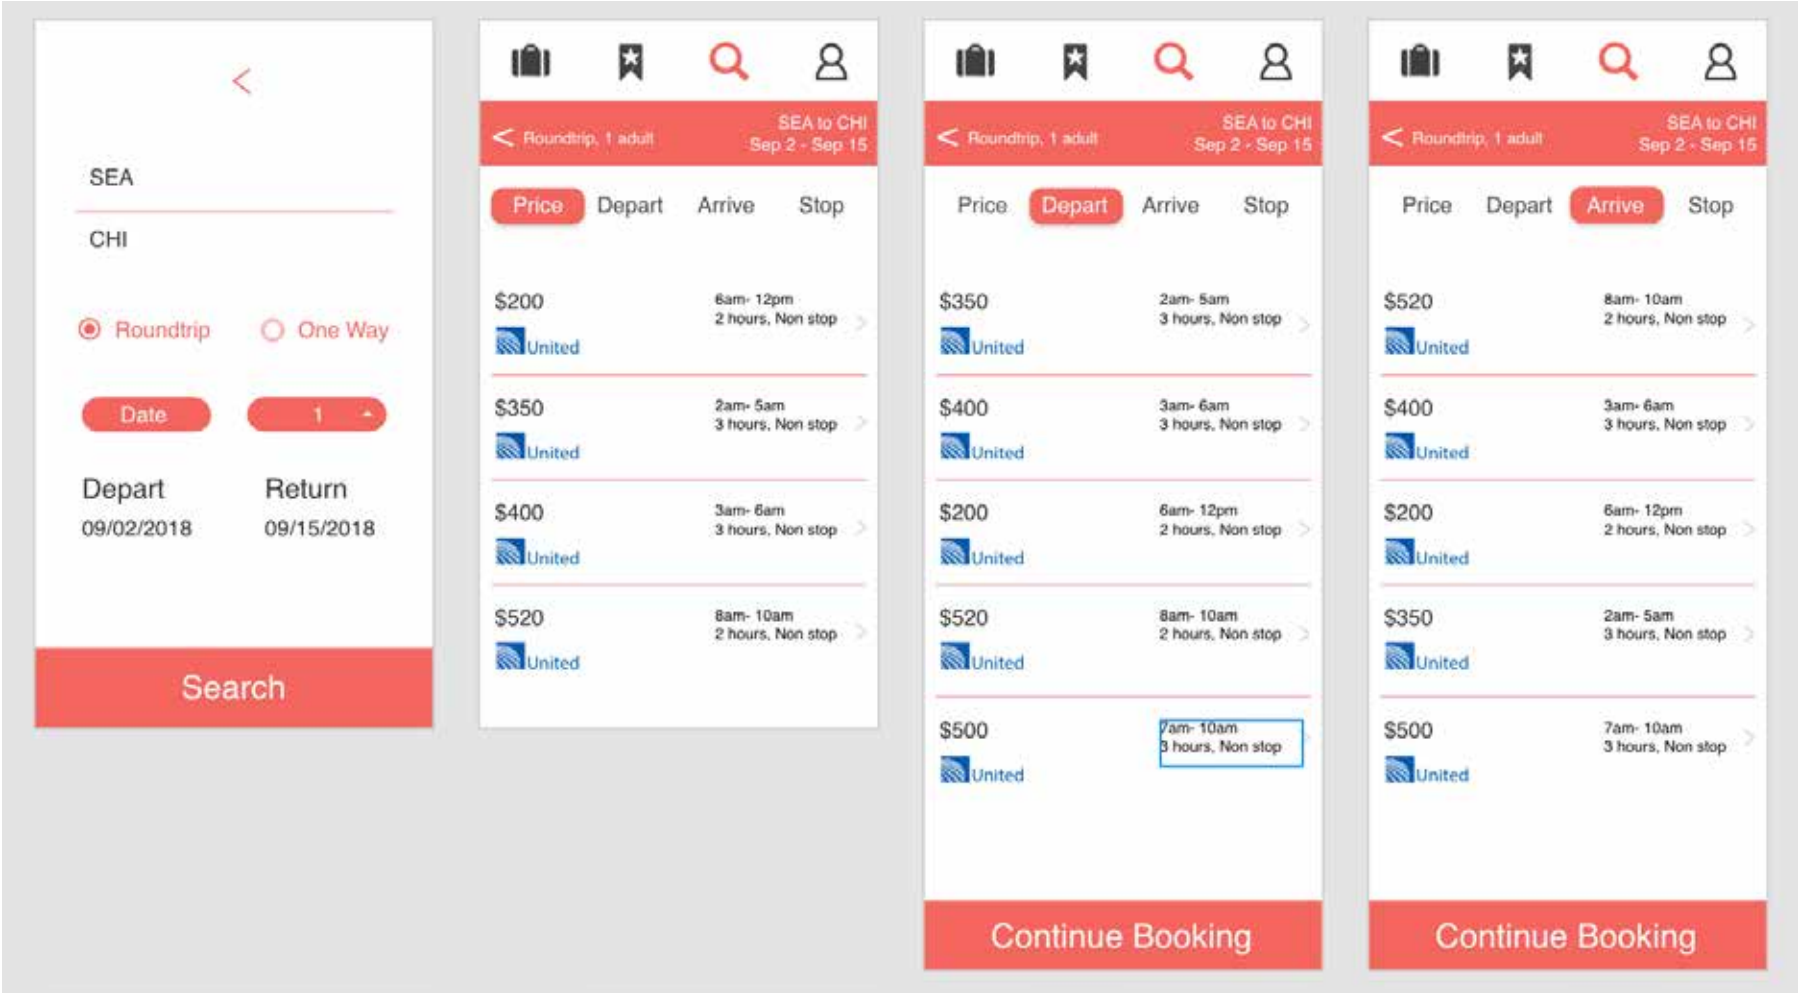 SEA
CHI
Roundtrip
One Way
Date
1
Depart
Return
09/02/2018
09/15/2018
Search
Roundtrip, 1 adult
SEA to CHI
Sep 2 - Sep 15
Price
Depart
Arrive
Stop
$200
6am- 12pm
2 hours, Non stop
United
$350
2am- 5am
3 hours, Non stop
United
$400
3am- 6am
3 hours, Non stop
United
$520
8am- 10am
2 hours, Non stop
United
Roundtrip, 1 adult
SEA to CHI
Sep 2 - Sep 15
Price
Depart
Arrive
Stop
$350
2am- 5am
3 hours, Non stop
United
$400
3am- 6am
3 hours, Non stop
United
$200
6am- 12pm
2 hours, Non stop
United
$520
8am- 10am
2 hours, Non stop
United
$500
7am- 10am
3 hours, Non stop
United
Continue Booking
Roundtrip, 1 adult
SEA to CHI
Sep 2 - Sep 15
Price
Depart
Arrive
Stop
$520
8am- 10am
2 hours, Non stop
United
$400
3am- 6am
3 hours, Non stop
United
$200
6am- 12pm
2 hours, Non stop
United
$350
2am- 5am
3 hours, Non stop
United
$500
7am- 10am
3 hours, Non stop
United
Continue Booking